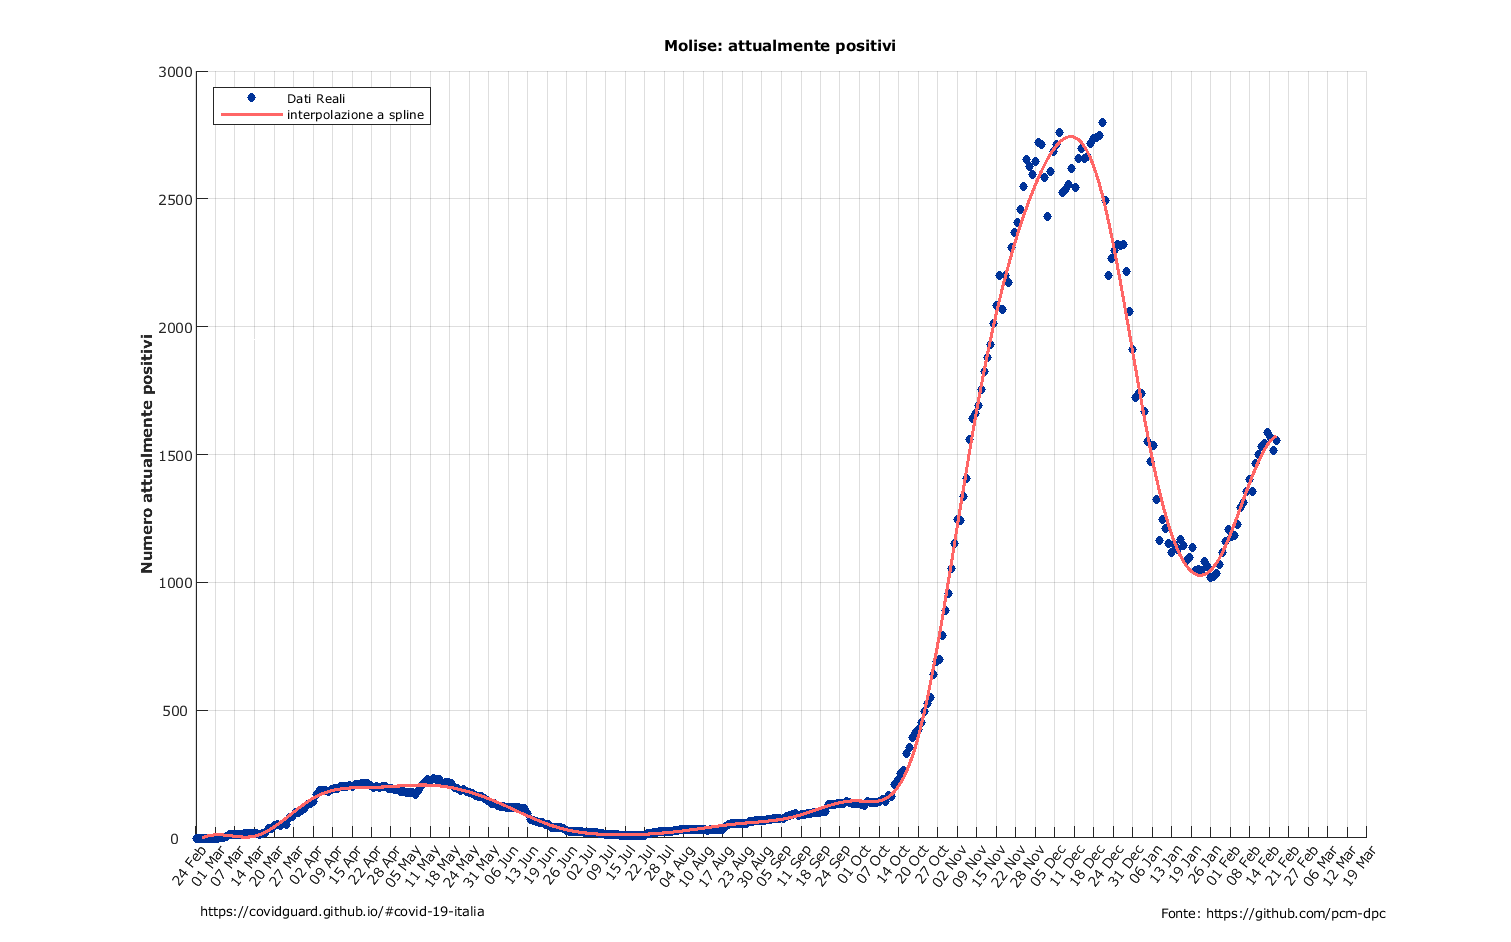 Molise: attualmente positivi
Dati Reali
interpolazione a spline
Numero attualmente positivi
3000
2500
2000
1500
1000
500
0
24 Feb
01 Mar
07 Mar
14 Mar
20 Mar
27 Mar
02 Apr
09 Apr
15 Apr
22 Apr
28 Apr
05 May
11 May
18 May
24 May
31 May
06 Jun
13 Jun
19 Jun
26 Jun
02 Jul
09 Jul
15 Jul
22 Jul
28 Jul
04 Aug
10 Aug
17 Aug
23 Aug
30 Aug
05 Sep
11 Sep
18 Sep
24 Sep
01 Oct
07 Oct
14 Oct
20 Oct
27 Oct
02 Nov
09 Nov
15 Nov
22 Nov
28 Nov
05 Dec
11 Dec
18 Dec
24 Dec
31 Dec
06 Jan
13 Jan
19 Jan
26 Jan
01 Feb
08 Feb
14 Feb
21 Feb
27 Feb
06 Mar
12 Mar
19 Mar
https://covidguard.github.io/#covid-19-italia
Fonte: https://github.com/pcm-dpc